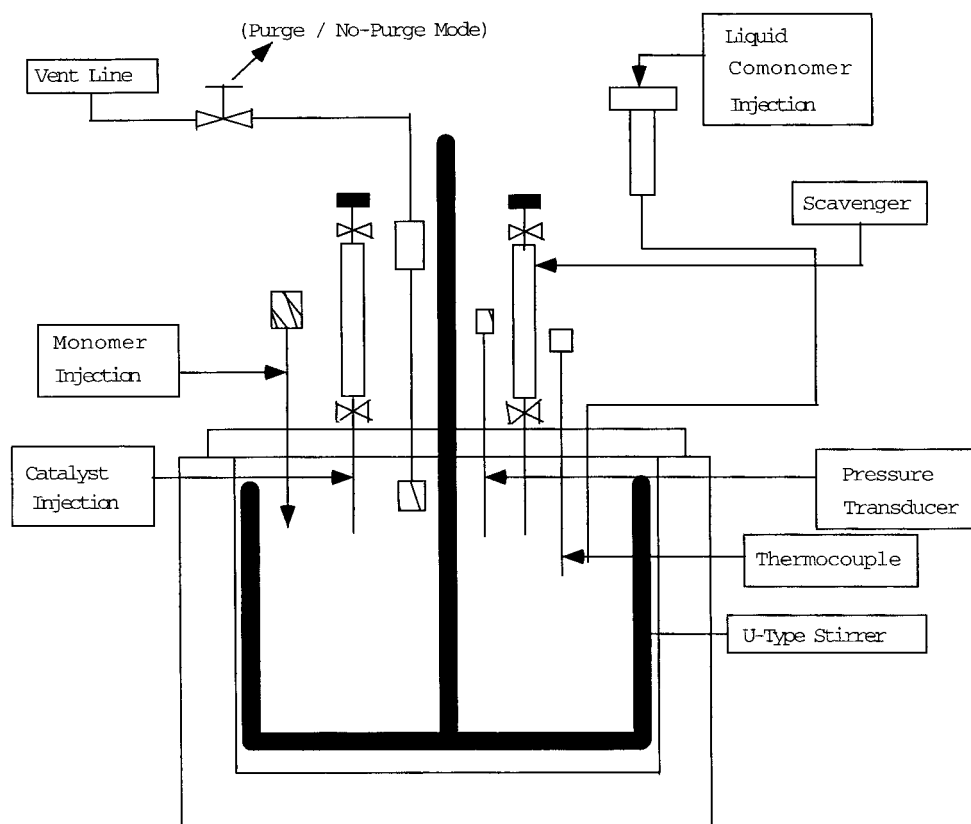 (Purge / No-Purge Mode)
Vent Line
Liquid
Comonomer
Injection
Scavenger
Monomer
Injection
Catalyst
Injection
Pressure
Transducer
Thermocouple
U-Type Stirrer